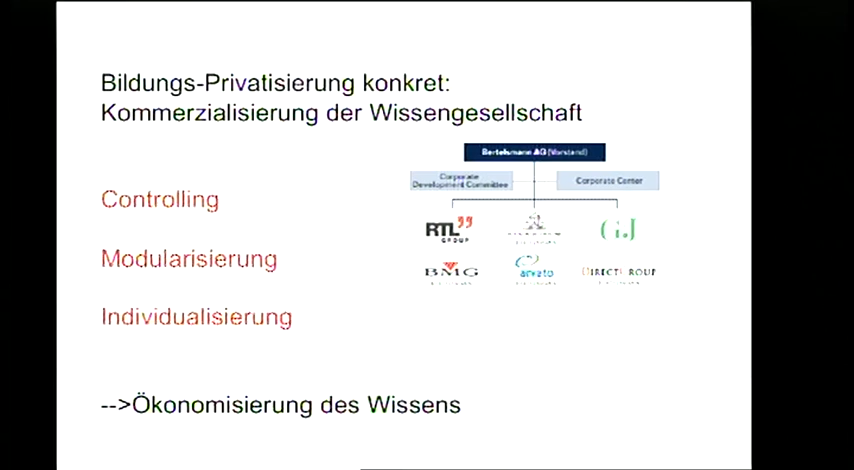 Bildungs-Privatisierung konkret:
Kommerzialisierung der Wissengesellschaft
Bertelsmann AG (Vorstand)
Corporate
Development Committee
Corporate Center
Controlling
Modularisierung
Individualisierung
RTL
GROUP
BMG
arvato
-->Ökonomisierung des Wissens